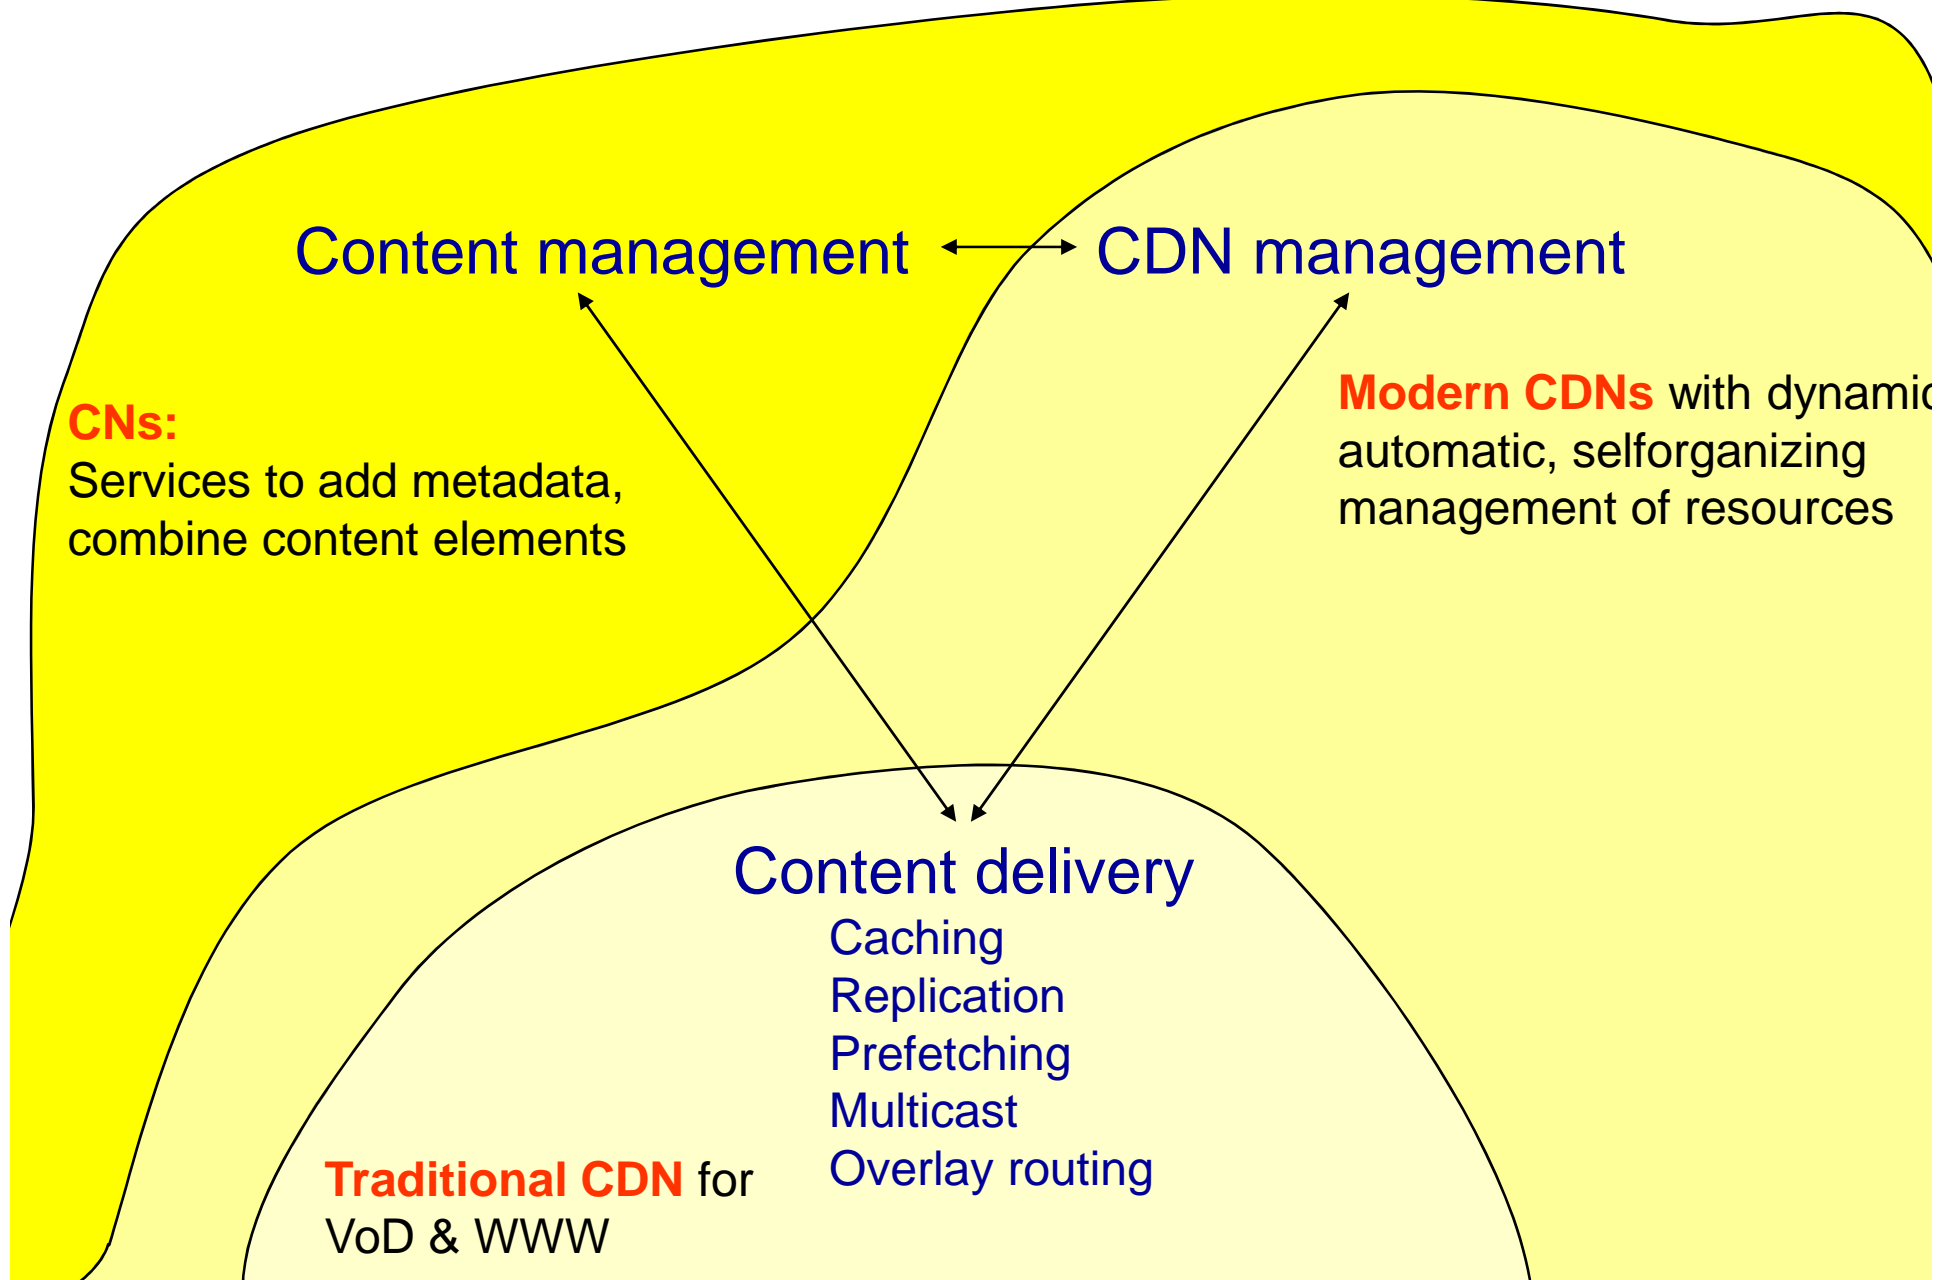 Content management
CDN management
CNs:
Services to add metadata,
combine content elements
Modern CDNs with dynamic
automatic, selforganizing
management of resources
Content delivery
Caching
Replication
Prefetching
Multicast
Overlay routing
Traditional CDN for
VoD & WWW